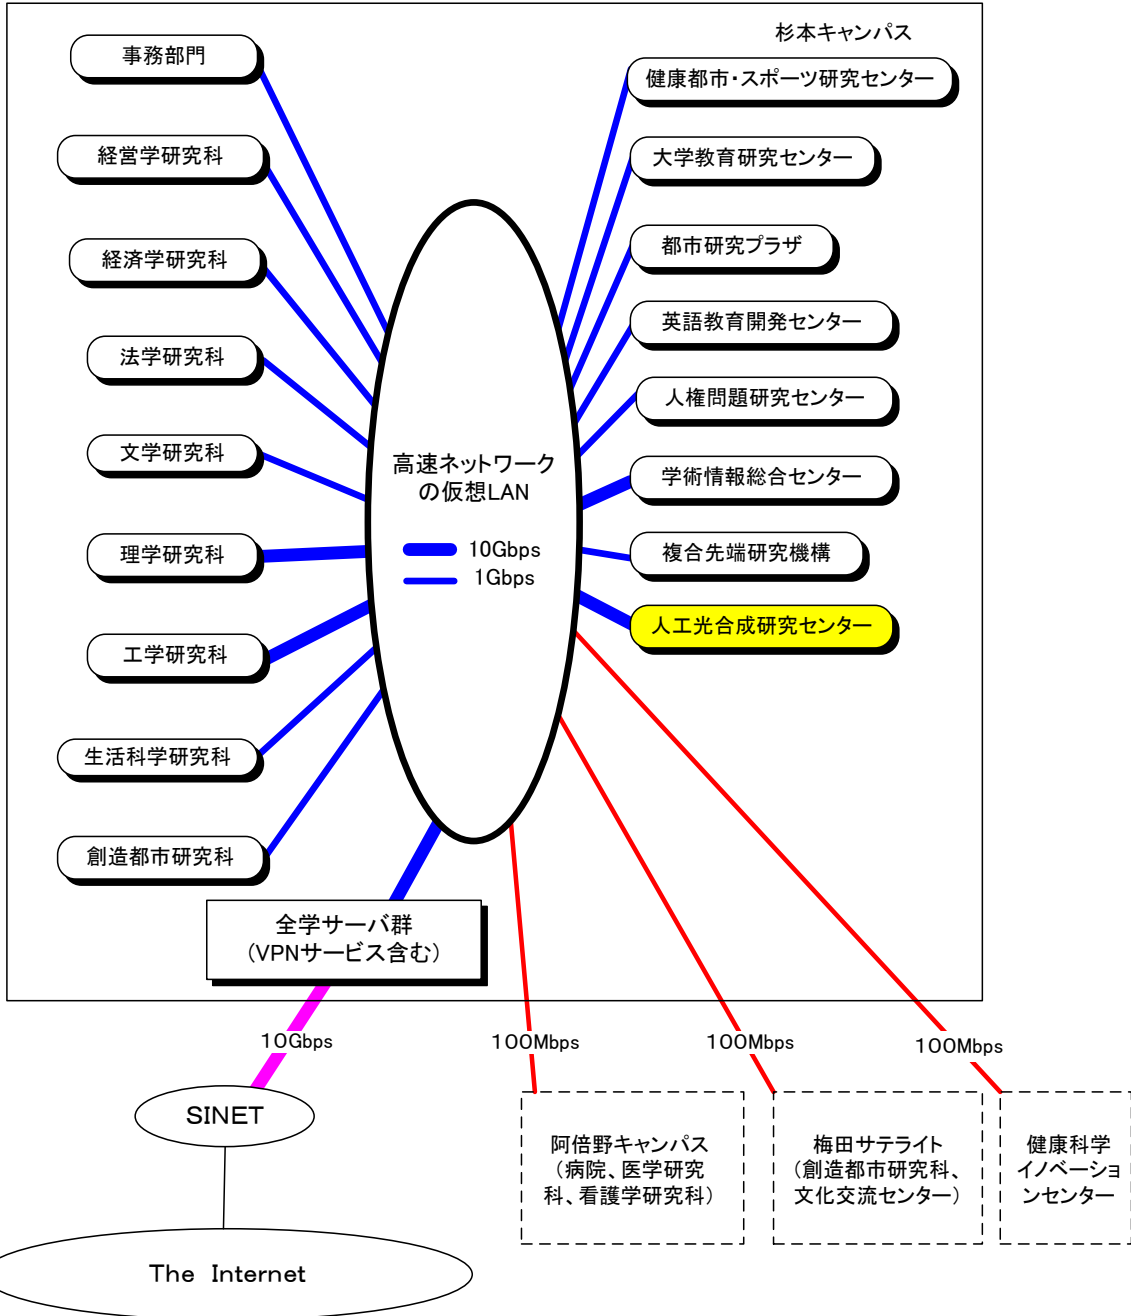 杉本キャンパス
事務部門
経営学研究科
経済学研究科
法学研究科
文学研究科
理学研究科
工学研究科
生活科学研究科
創造都市研究科
高速ネットワーク
の仮想LAN
10Gbps
1Gbps
健康都市・スポーツ研究センター
大学教育研究センター
都市研究プラザ
英語教育開発センター
人権問題研究センター
学術情報総合センター
複合先端研究機構
人工光合成研究センター
全学サーバ群
(VPNサービス含む)
10Gbps
100Mbps
100Mbps
100Mbps
SINET
The Internet
阿倍野キャンパス
(病院、医学研究
科、看護学研究科)
梅田サテライト
(創造都市研究科、
文化交流センター)
健康科学
イノベーショ
ンセンター